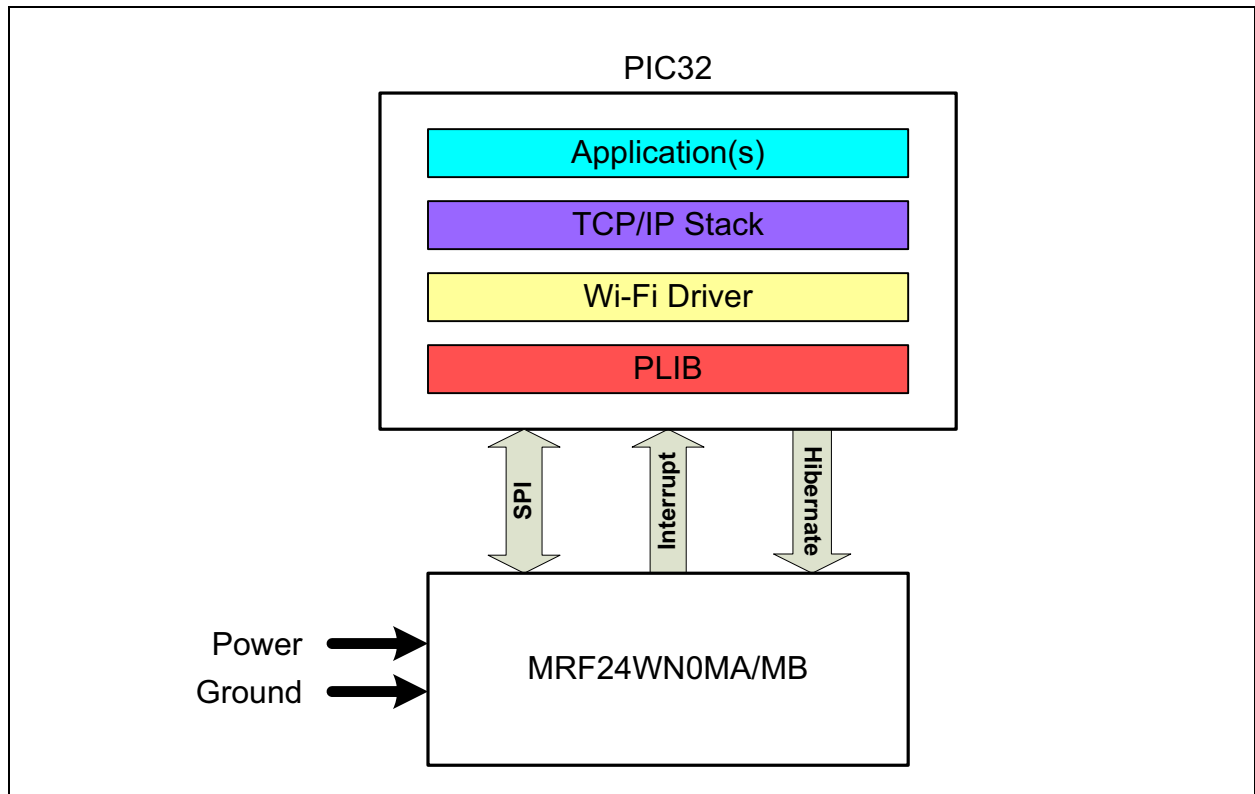 PIC32
Application(s)
TCP/IP Stack
Wi-Fi Driver
PLIB
SPI
Interrupt
Hibernate
Power
Ground
MRF24WN0MA/MB